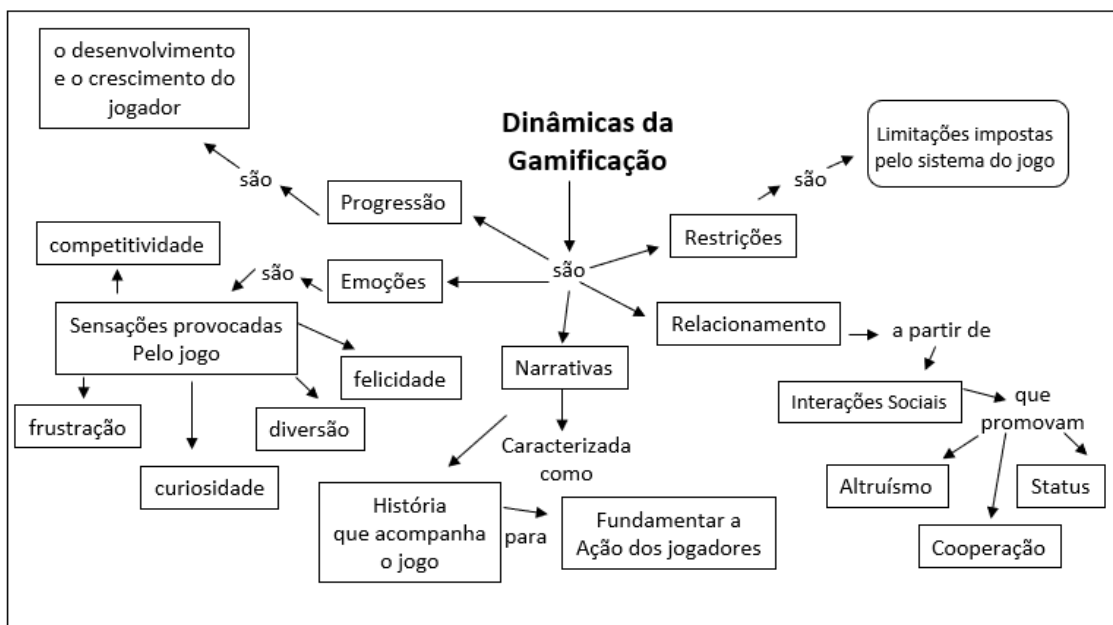 o desenvolvimento
e o crescimento do
jogador
Dinâmicas da
Gamificação
Limitações impostas
pelo sistema do jogo
são
são
Progressão
Restrições
competitividade
são
Emoções
são
Sensações provocadas
Pelo jogo
Relacionamento
a partir de
Narrativas
felicidade
Interações Sociais
que
promovam
frustração
diversão
Caracterizada
como
curiosidade
Altruísmo
Status
História
que acompanha
o jogo
para
Fundamentar a
Ação dos jogadores
Cooperação